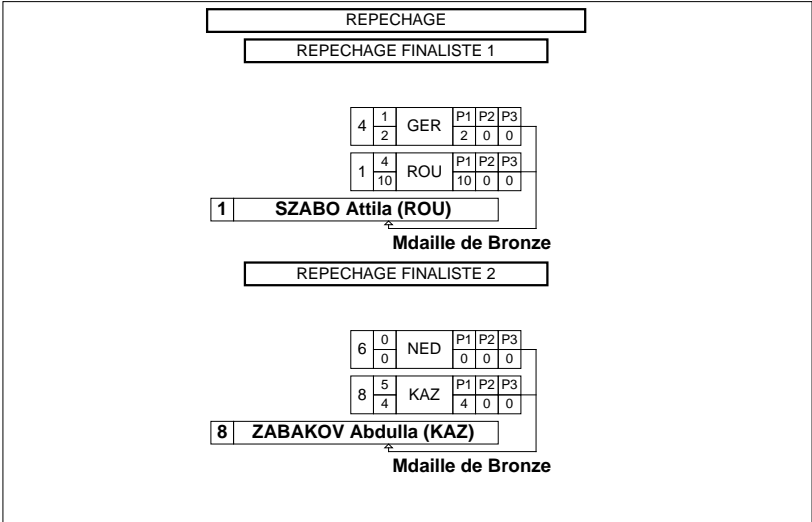 REPECHAGE
REPECHAGE FINALISTE 1
4 1 GER P1 P2 P3
2 2 0 0
1 4 ROU P1 P2 P3
10 10 0 0
1 SZABO Attila (ROU)
Mdaille de Bronze
REPECHAGE FINALISTE 2
6 0 NED P1 P2 P3
0 0 0 0
8 5 KAZ P1 P2 P3
4 4 0 0
8 ZABAKOV Abdulla (KAZ)
Mdaille de Bronze